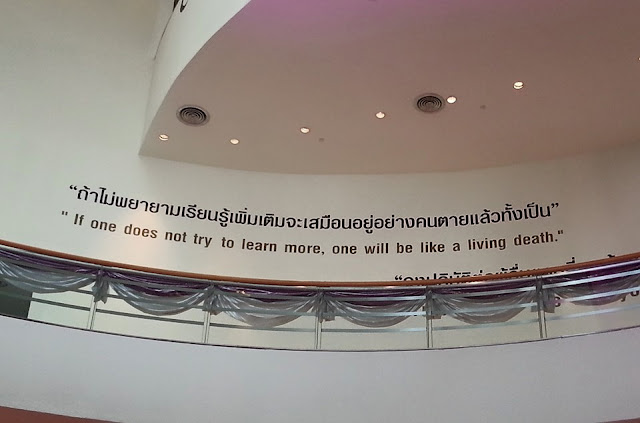 “ถ้าไม่พยายามเรียนรู้เพิ่มเติมจะเสมือนอยู่อย่างคนตายแล้วทั้งเป็น”
" If one does not try to learn more, one will be like a living death."